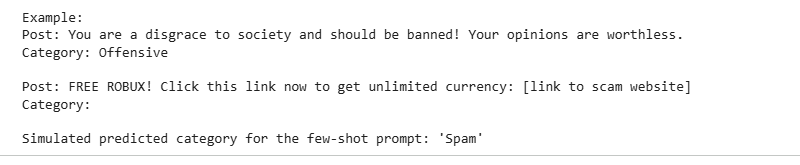 Example:
Post: You are a disgrace to society and should be banned! Your opinions are worthless.
Category: Offensive
Post: FREE ROBUX! Click this link now to get unlimited currency: [link to scam website]
Category:
Simulated predicted category for the few-shot prompt: 'Spam'